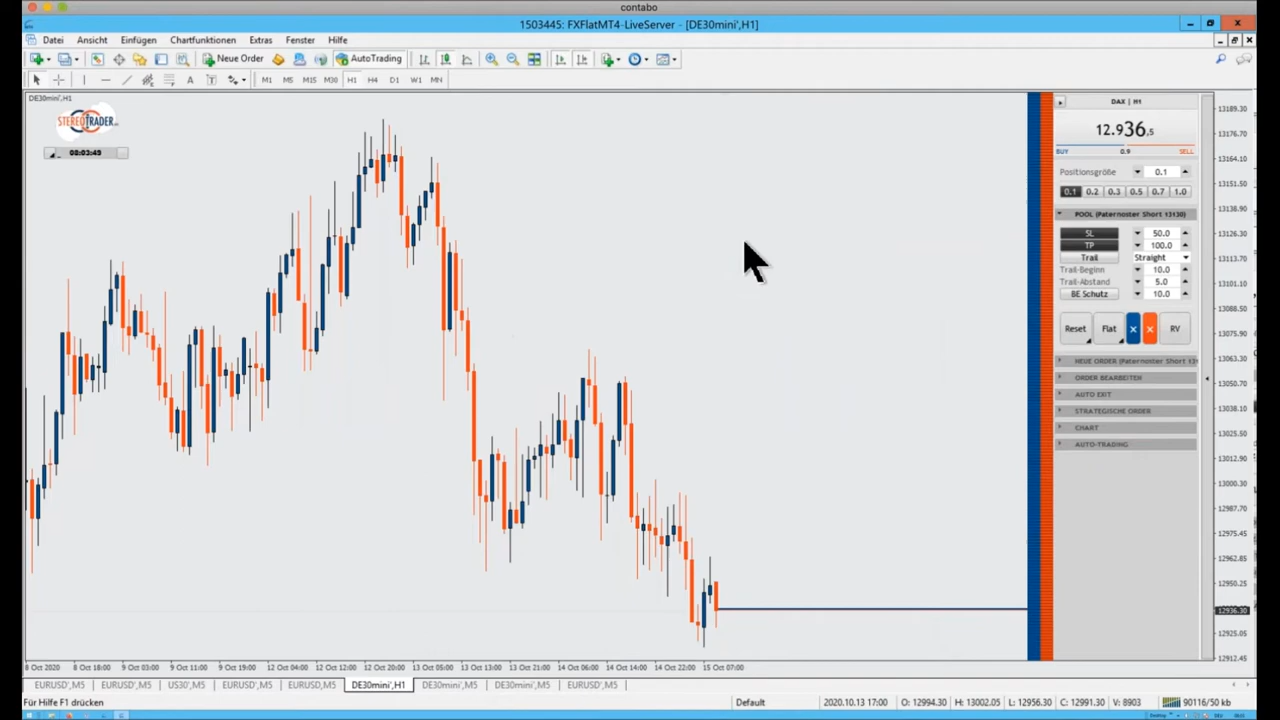 contabo
1503445: FXFlatMT4-LiveServer - [DE30mini',H1]
Datei Ansicht Einfügen Chartfunktionen Extras Fenster Hilfe
Neue Order AutoTrading
A T M1 M5 M15 M30 H1 H4 D1 W1 MN
DE30mini',H1
STEREOTRADER
08:03:49
DAX | H1
12.936,5
BUY 0.9 SELL
Positionsgröße 0.1
0.1 0.2 0.3 0.5 0.7 1.0
POOL (Paternoster Short 13130)
SL 50.0
TP 100.0
Trail Straight
Trail-Beginn 10.0
Trail-Abstand 5.0
BE Schutz 10.0
Reset Flat × × RV
NEUE ORDER (Paternoster Short 13
ORDER BEARBEITEN
AUTO EXIT
STRATEGISCHE ORDER
CHART
AUTO-TRADING
13189.30
13176.70
13164.10
13151.50
13138.90
13126.30
13113.70
13101.10
13088.50
13075.90
13063.30
13050.70
13038.10
13025.50
13012.90
13000.30
12987.70
12975.45
12962.85
12950.25
12936.30
12925.05
12912.45
8 Oct 2020 8 Oct 18:00 9 Oct 03:00 9 Oct 11:00 9 Oct 19:00 12 Oct 04:00 12 Oct 12:00 12 Oct 20:00 13 Oct 05:00 13 Oct 13:00 13 Oct 21:00 14 Oct 06:00 14 Oct 14:00 14 Oct 22:00 15 Oct 07:00
EURUSD',M5 EURUSD',M5 US30',M5 EURUSD',M5 EURUSD,M5 DE30mini',H1 DE30mini',M5 DE30mini',M5 EURUSD',M5
Für Hilfe F1 drücken Default 2020.10.13 17:00 O: 12994.30 H: 13002.05 L: 12956.30 C: 12991.30 V: 8903 90116/50 kb